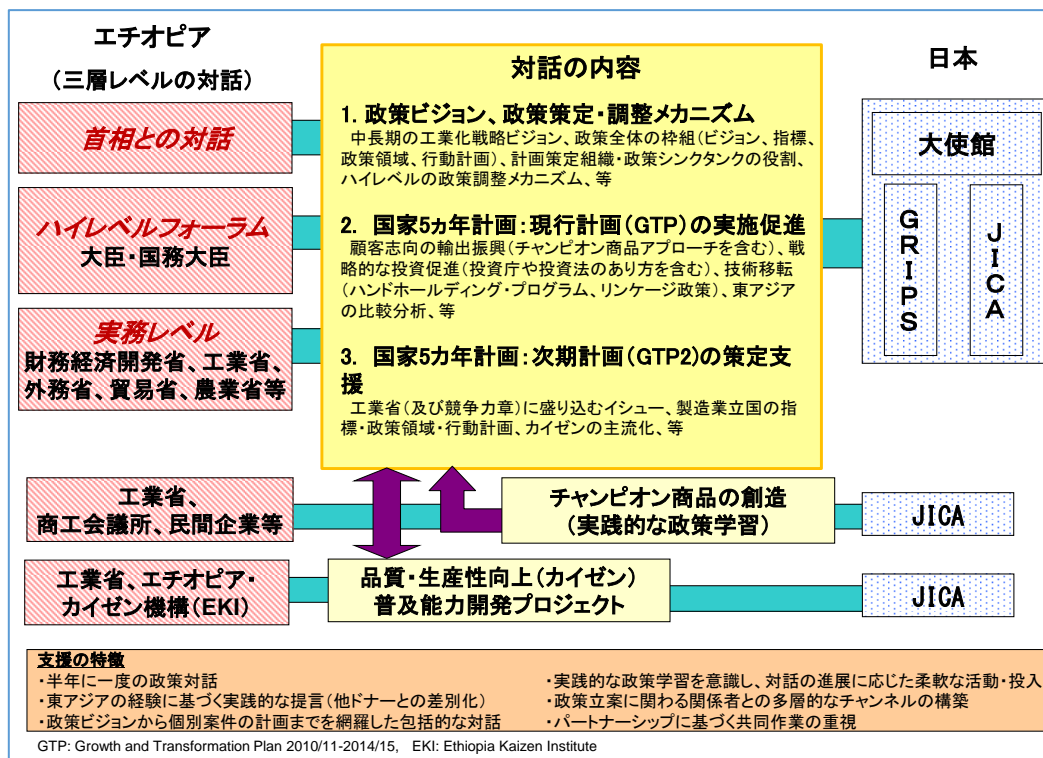 エチオピア
(三層レベルの対話)
首相との対話
ハイレベルフォーラム
大臣・国務大臣
実務レベル
財務経済開発省、工業省、
外務省、貿易省、農業省等
対話の内容
1. 政策ビジョン、政策策定・調整メカニズム
中長期の工業化戦略ビジョン、政策全体の枠組(ビジョン、指標、
政策領域、行動計画)、計画策定組織・政策シンクタンクの役割、
ハイレベルの政策調整メカニズム、等
2. 国家5ヵ年計画:現行計画(GTP)の実施促進
顧客志向の輸出振興(チャンピオン商品アプローチを含む)、戦
略的な投資促進(投資庁や投資法のあり方を含む)、技術移転
(ハンドホールディング・プログラム、リンケージ政策)、東アジア
の比較分析、等
3. 国家5カ年計画:次期計画(GTP2)の策定支
援
工業省(及び競争力章)に盛り込むイシュー、製造業立国の指
標・政策領域・行動計画、カイゼンの主流化、等
日本
大使館
GRIPS
JICA
工業省、
商工会議所、民間企業等
チャンピオン商品の創造
(実践的な政策学習)
JICA
工業省、エチオピア・
カイゼン機構(EKI)
品質・生産性向上(カイゼン)
普及能力開発プロジェクト
JICA
支援の特徴
・半年に一度の政策対話
・東アジアの経験に基づく実践的な提言(他ドナーとの差別化)
・政策ビジョンから個別案件の計画までを網羅した包括的な対話
・実践的な政策学習を意識し、対話の進展に応じた柔軟な活動・投入
・政策立案に関わる関係者との多層的なチャンネルの構築
・パートナーシップに基づく共同作業の重視
GTP: Growth and Transformation Plan 2010/11-2014/15, EKI: Ethiopia Kaizen Institute